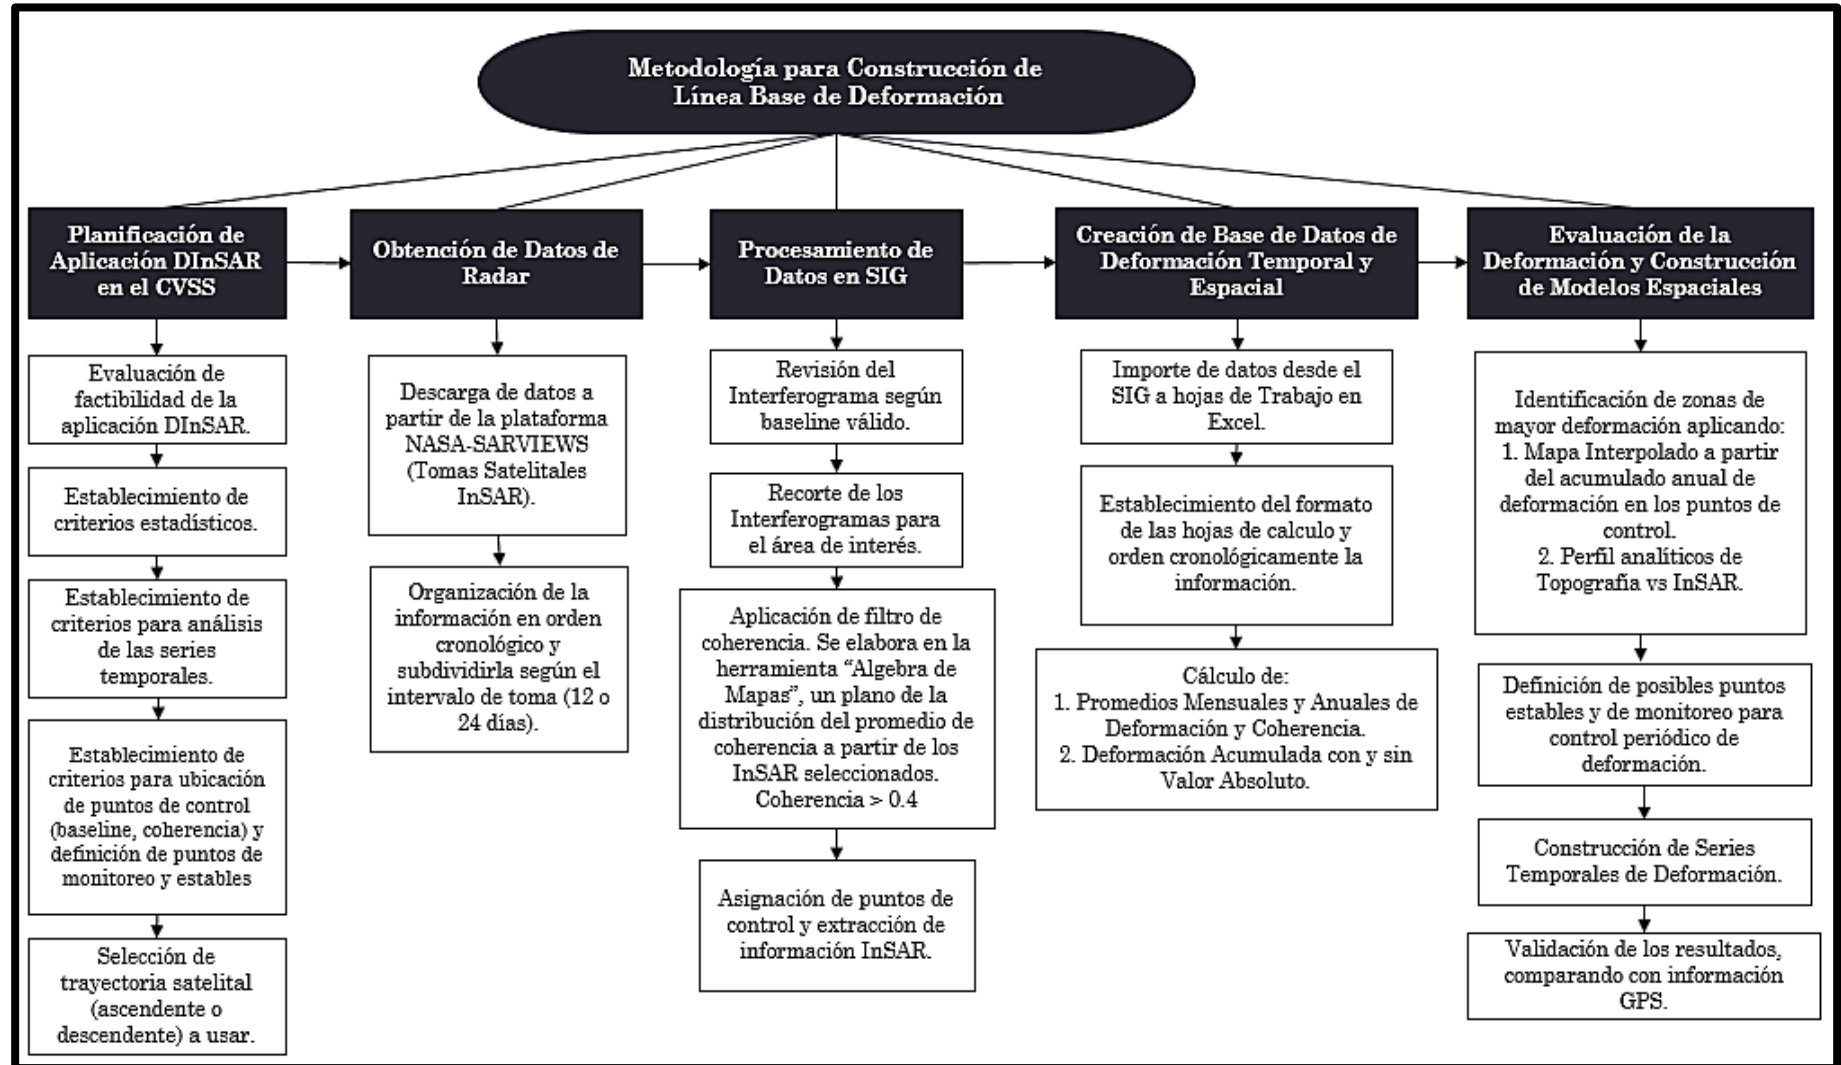 Metodología para Construcción de
Línea Base de Deformación
Planificación de
Aplicación DInSAR
en el CVSS
Evaluación de
factibilidad de la
aplicación DInSAR.
Establecimiento de
criterios estadísticos.
Establecimiento de
criterios para análisis
de las series
temporales.
Establecimiento de
criterios para ubicación
de puntos de control
(baseline, coherencia) y
definición de puntos de
monitoreo y estables
Selección de
trayectoria satelital
(ascendente o
descendente) a usar.
Obtención de Datos de
Radar
Descarga de datos a
partir de la plataforma
NASA-SARVIEWS
(Tomas Satelitales
InSAR).
Organización de la
información en orden
cronológico y
subdividirla según el
intervalo de toma (12 o
24 días).
Procesamiento de
Datos en SIG
Revisión del
Interferograma según
baseline válido.
Recorte de los
Interferogramas para
el área de interés.
Aplicación de filtro de
coherencia. Se elabora en la
herramienta “Algebra de
Mapas”, un plano de la
distribución del promedio de
coherencia a partir de los
InSAR seleccionados.
Coherencia > 0.4
Asignación de puntos de
control y extracción de
información InSAR.
Creación de Base de Datos de
Deformación Temporal y
Espacial
Importe de datos desde el
SIG a hojas de Trabajo en
Excel.
Establecimiento del formato
de las hojas de calculo y
orden cronológicamente la
información.
Cálculo de:
1. Promedios Mensuales y Anuales de
Deformación y Coherencia.
2. Deformación Acumulada con y sin
Valor Absoluto.
Evaluación de la
Deformación y Construcción
de Modelos Espaciales
Identificación de zonas de
mayor deformación aplicando:
1. Mapa Interpolado a partir
del acumulado anual de
deformación en los puntos de
control.
2. Perfil analíticos de
Topografía vs InSAR.
Definición de posibles puntos
estables y de monitoreo para
control periódico de
deformación.
Construcción de Series
Temporales de Deformación.
Validación de los resultados,
comparando con información
GPS.